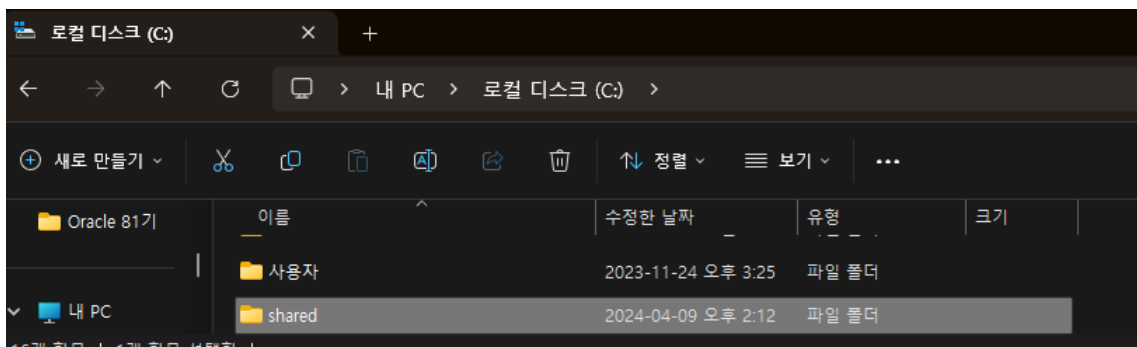 로컬 디스크 (C:)
내 PC > 로컬 디스크 (C:) >
새로 만들기 정렬 보기
Oracle 81기 이름 수정한 날짜 유형 크기
사용자 2023-11-24 오후 3:25 파일 폴더
내 PC shared 2024-04-09 오후 2:12 파일 폴더